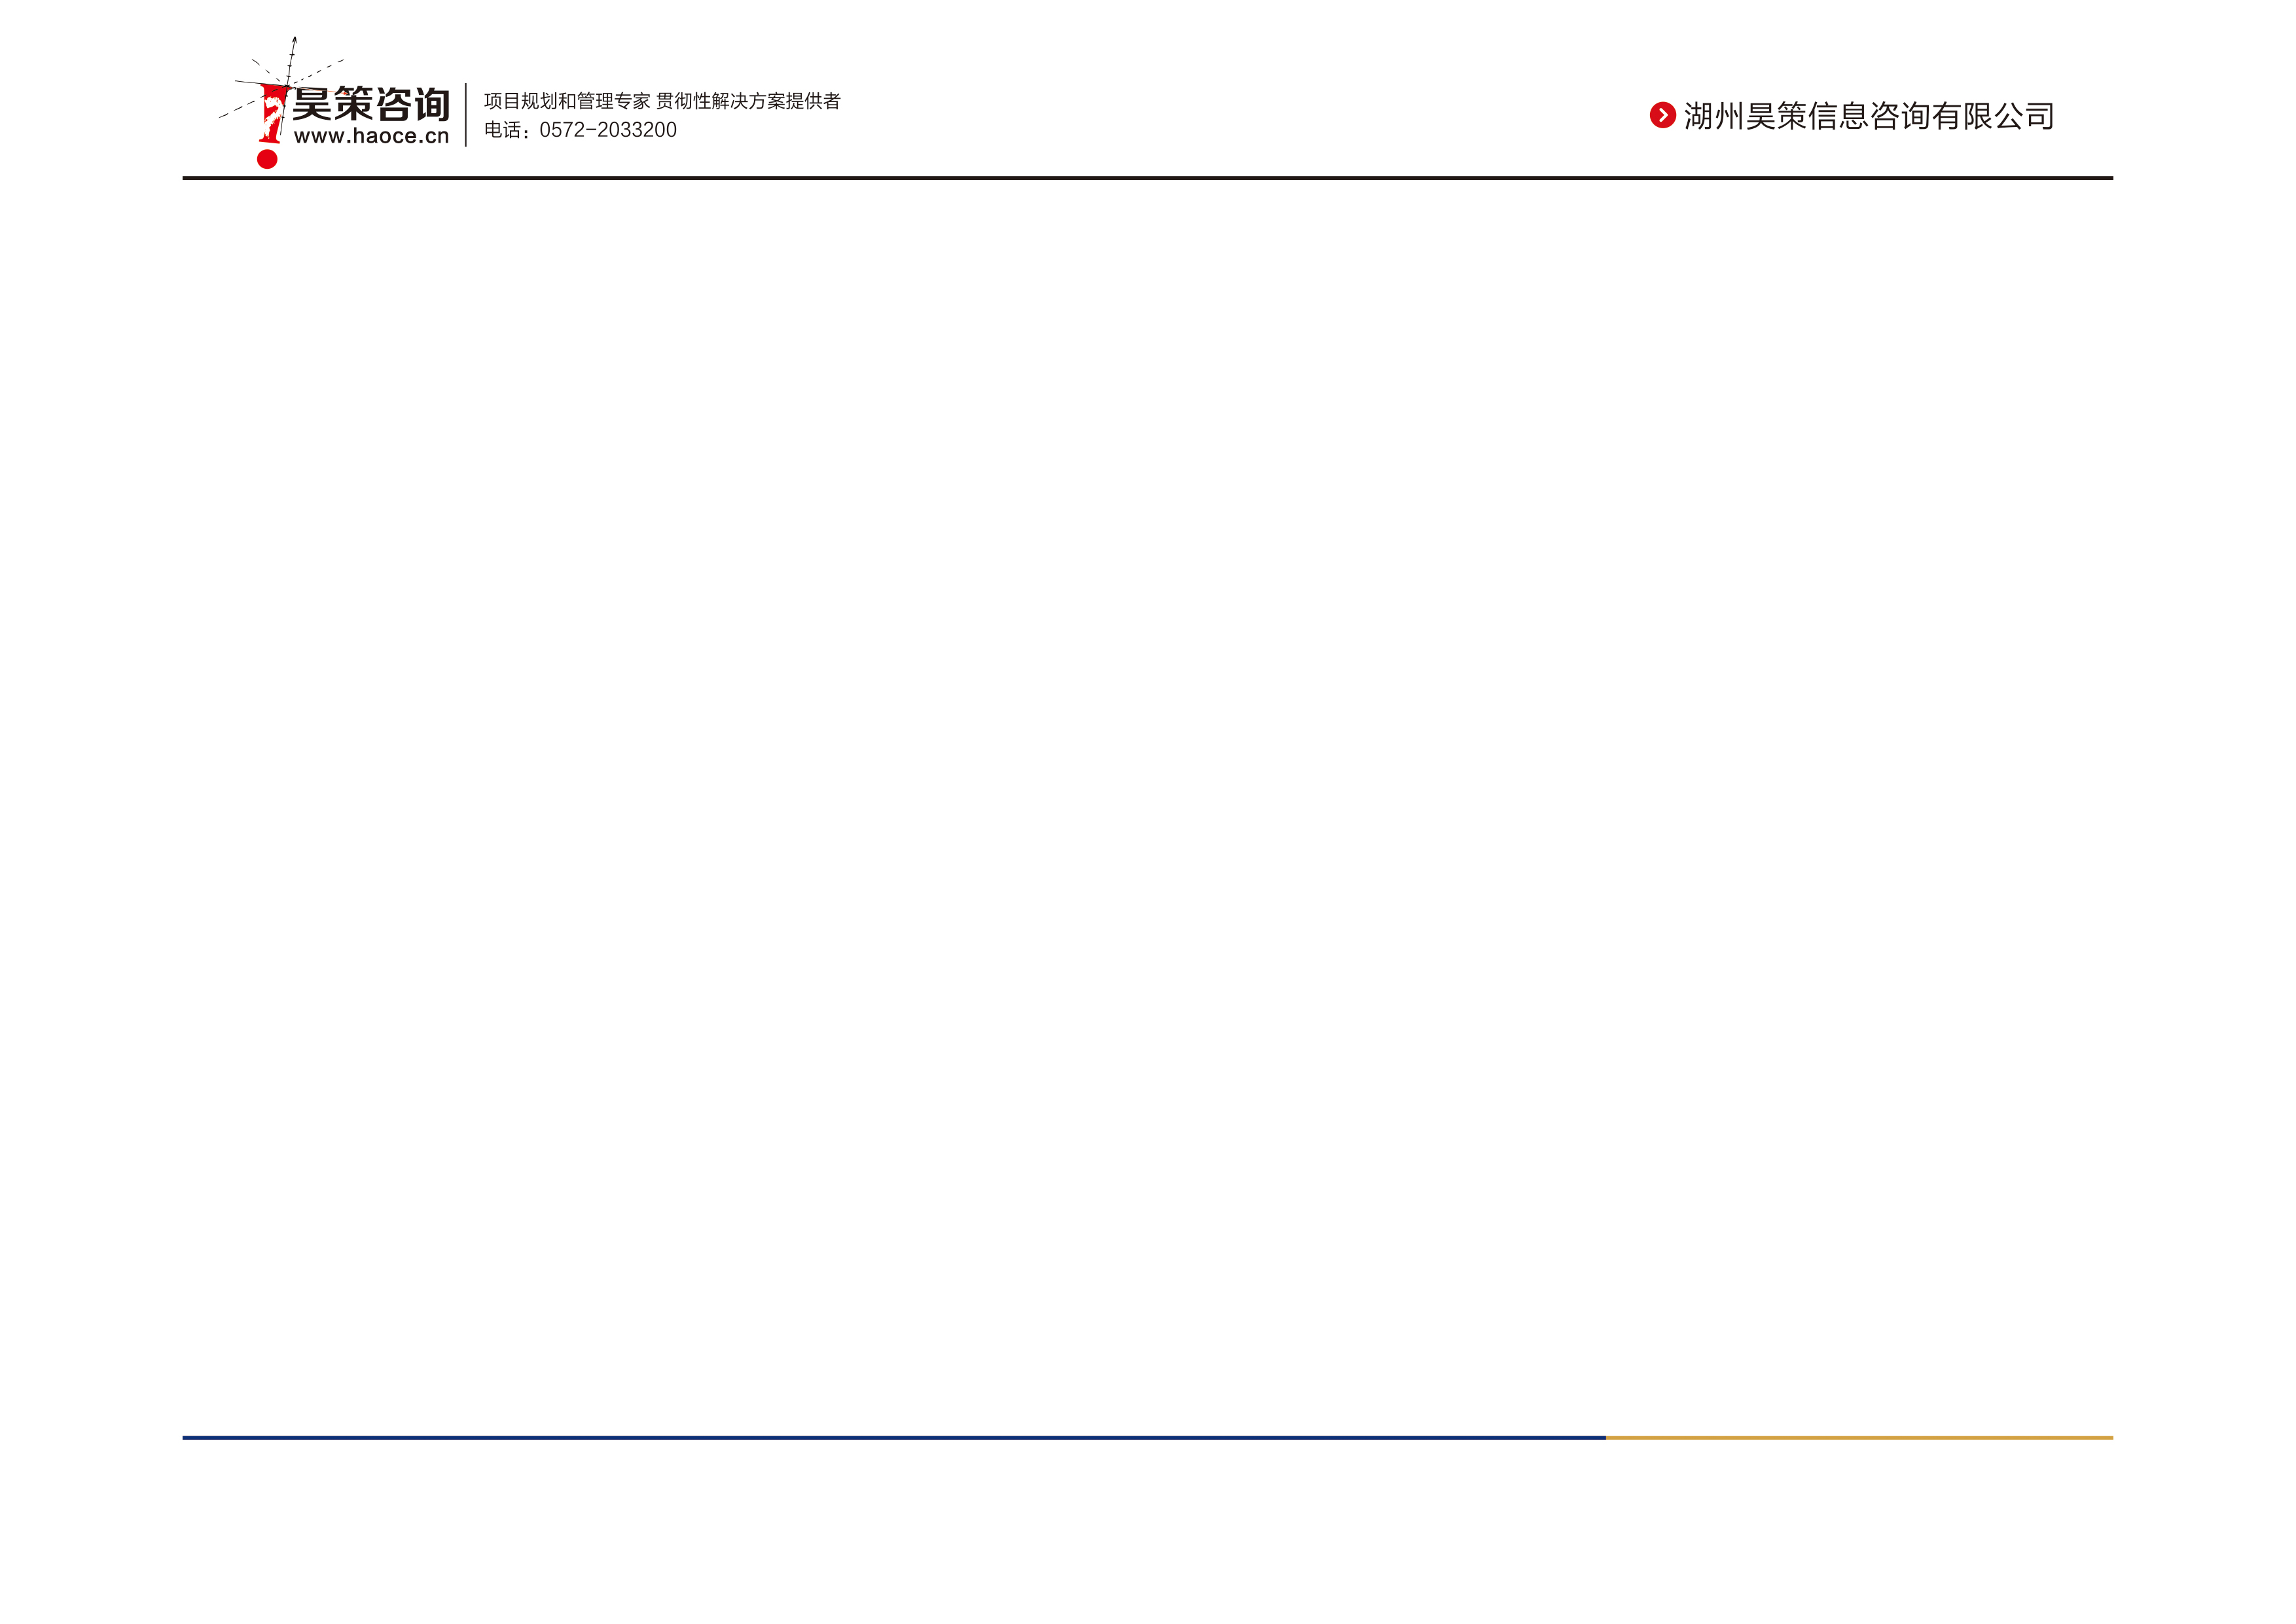 昊策咨询
www.haoce.cn
项目规划和管理专家 贯彻性解决方案提供者
电话：0572-2033200
湖州昊策信息咨询有限公司